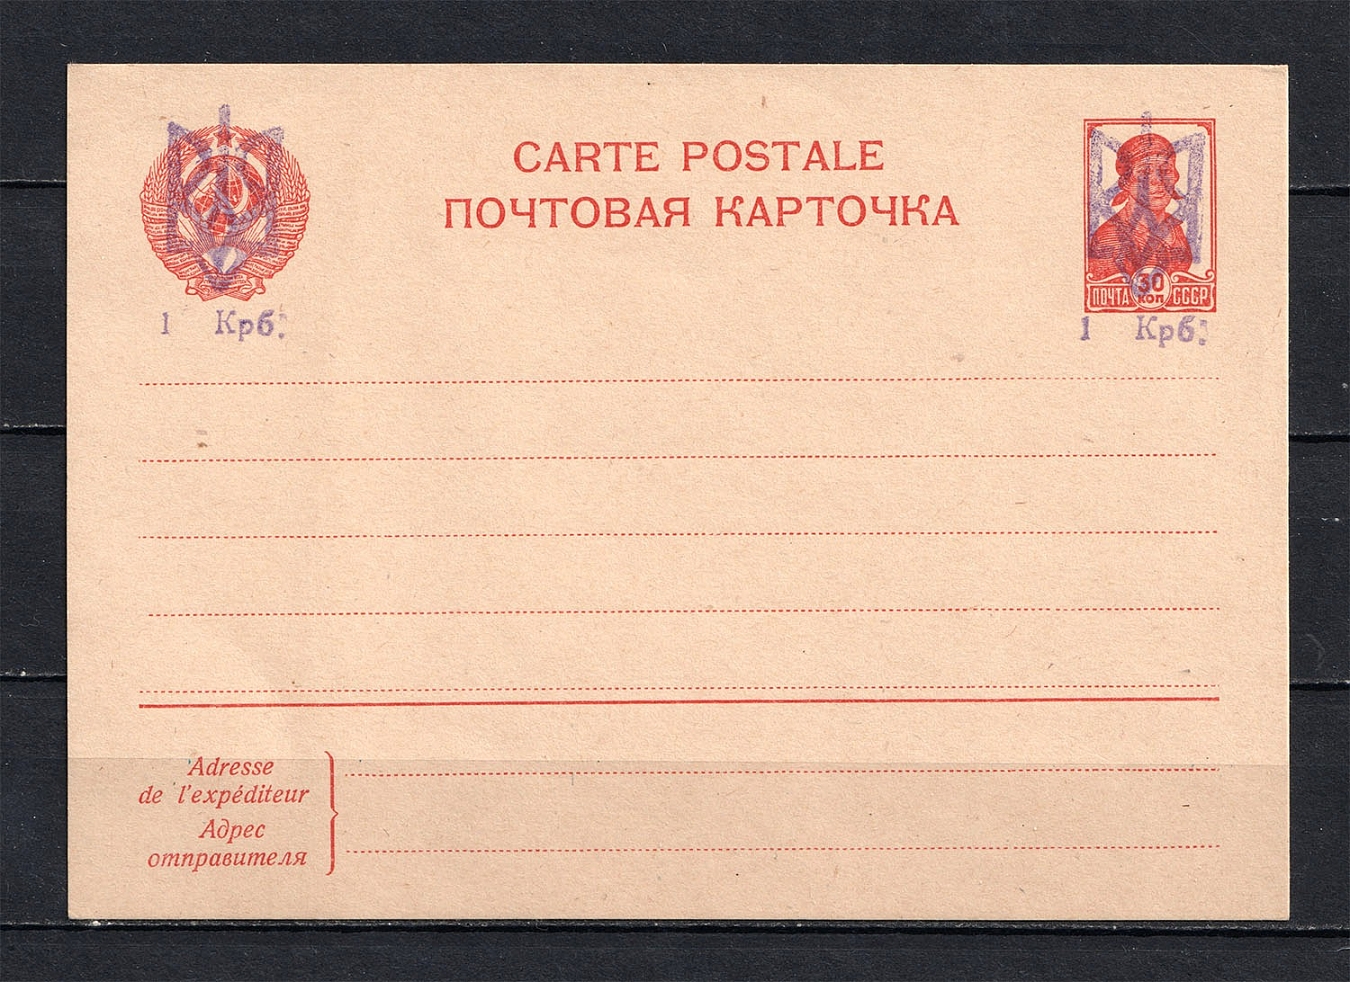 CARTE POSTALE
ПОЧТОВАЯ КАРТОЧКА
30
КОП
ПОЧТА СССР
1 Крб.
1 Крб.
Adresse
de l'expéditeur
Адрес
отправителя